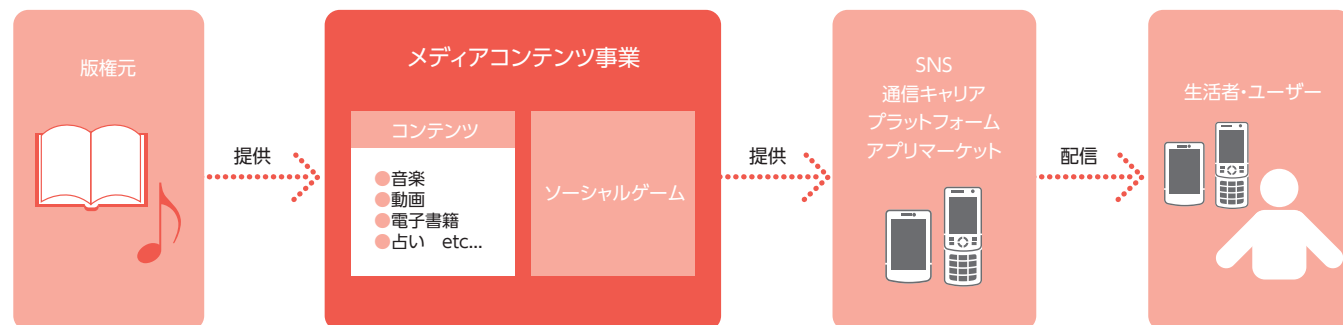 版権元
提供
メディアコンテンツ事業
コンテンツ
●音楽
●動画
●電子書籍
●占い　etc...
ソーシャルゲーム
提供
SNS
通信キャリア
プラットフォーム
アプリマーケット
配信
生活者・ユーザー